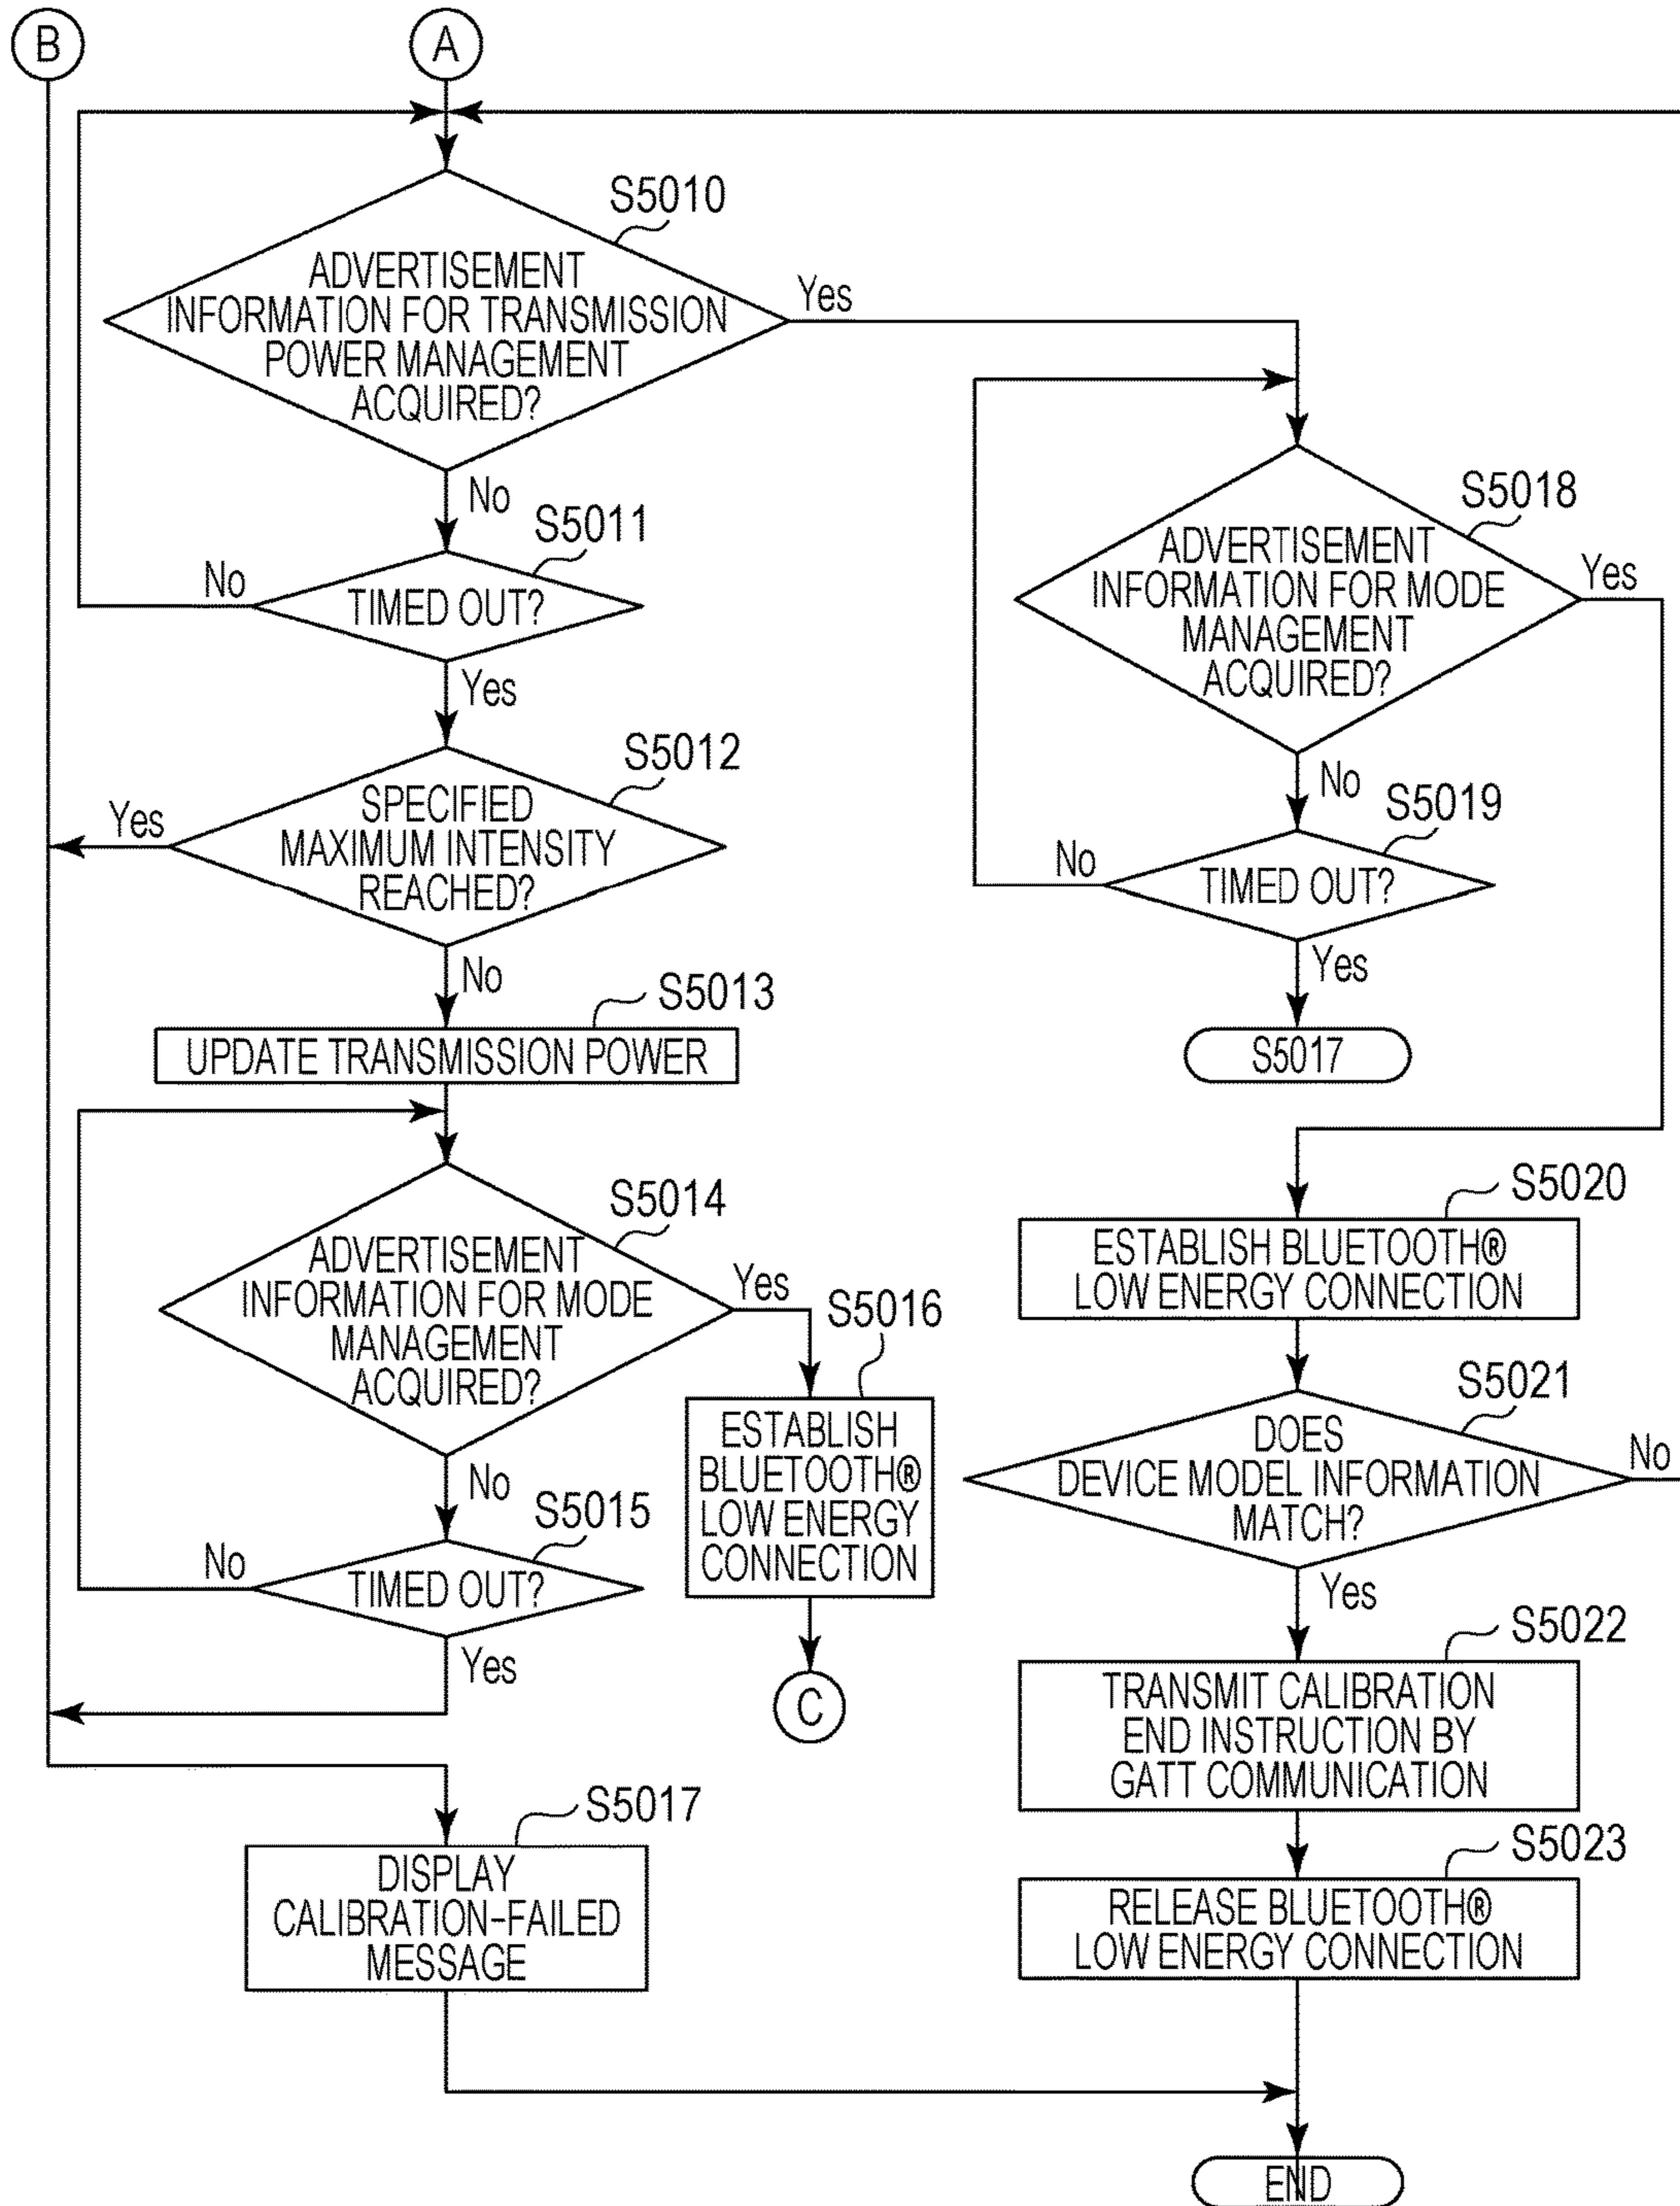 B
A
S5010
ADVERTISEMENT
INFORMATION FOR TRANSMISSION
POWER MANAGEMENT
ACQUIRED?
Yes
No
S5011
TIMED OUT?
No
Yes
S5012
SPECIFIED
MAXIMUM INTENSITY
REACHED?
Yes
No
S5013
UPDATE TRANSMISSION POWER
S5014
ADVERTISEMENT
INFORMATION FOR MODE
MANAGEMENT
ACQUIRED?
Yes
No
S5016
ESTABLISH
BLUETOOTH®
LOW ENERGY
CONNECTION
C
S5015
TIMED OUT?
No
Yes
S5017
DISPLAY
CALIBRATION-FAILED
MESSAGE
S5018
ADVERTISEMENT
INFORMATION FOR MODE
MANAGEMENT
ACQUIRED?
Yes
No
S5019
TIMED OUT?
No
Yes
S5017
S5020
ESTABLISH BLUETOOTH®
LOW ENERGY CONNECTION
S5021
DOES
DEVICE MODEL INFORMATION
MATCH?
No
Yes
S5022
TRANSMIT CALIBRATION
END INSTRUCTION BY
GATT COMMUNICATION
S5023
RELEASE BLUETOOTH®
LOW ENERGY CONNECTION
END